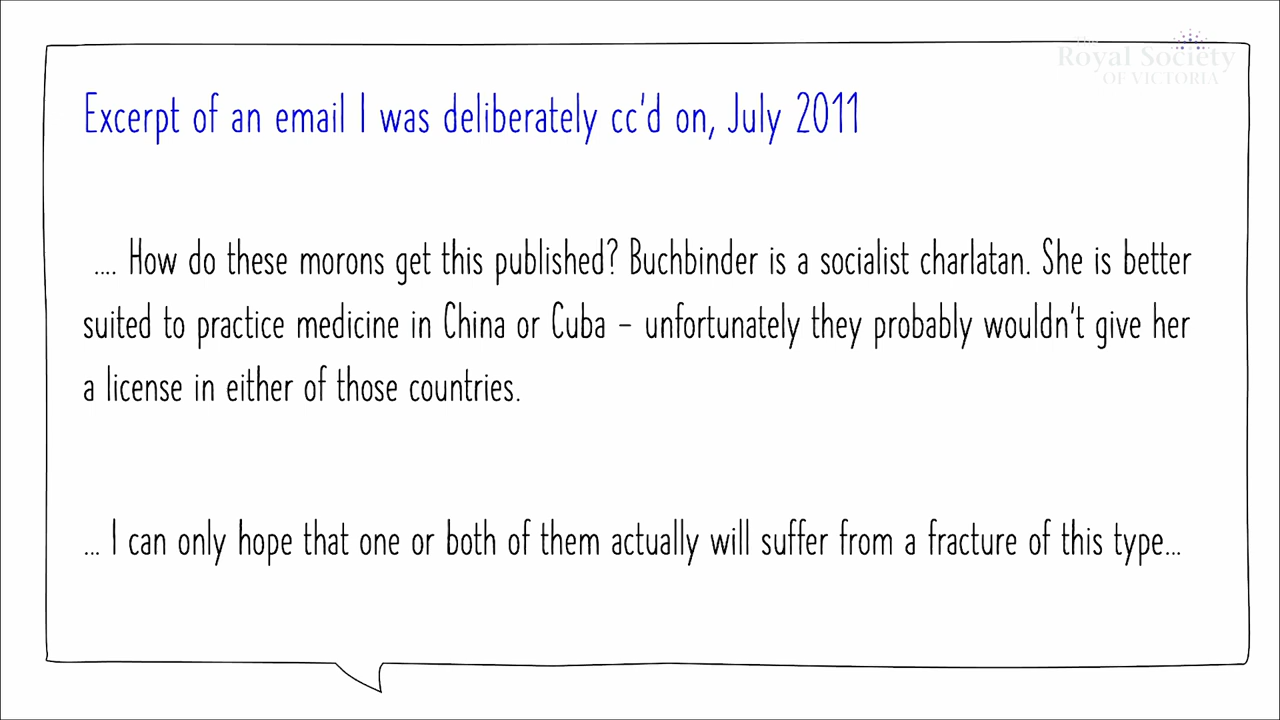 The
Royal Society
OF VICTORIA
Excerpt of an email I was deliberately cc'd on, July 2011
.... How do these morons get this published? Buchbinder is a socialist charlatan. She is better
suited to practice medicine in China or Cuba – unfortunately they probably wouldn't give her
a license in either of those countries.
... I can only hope that one or both of them actually will suffer from a fracture of this type...